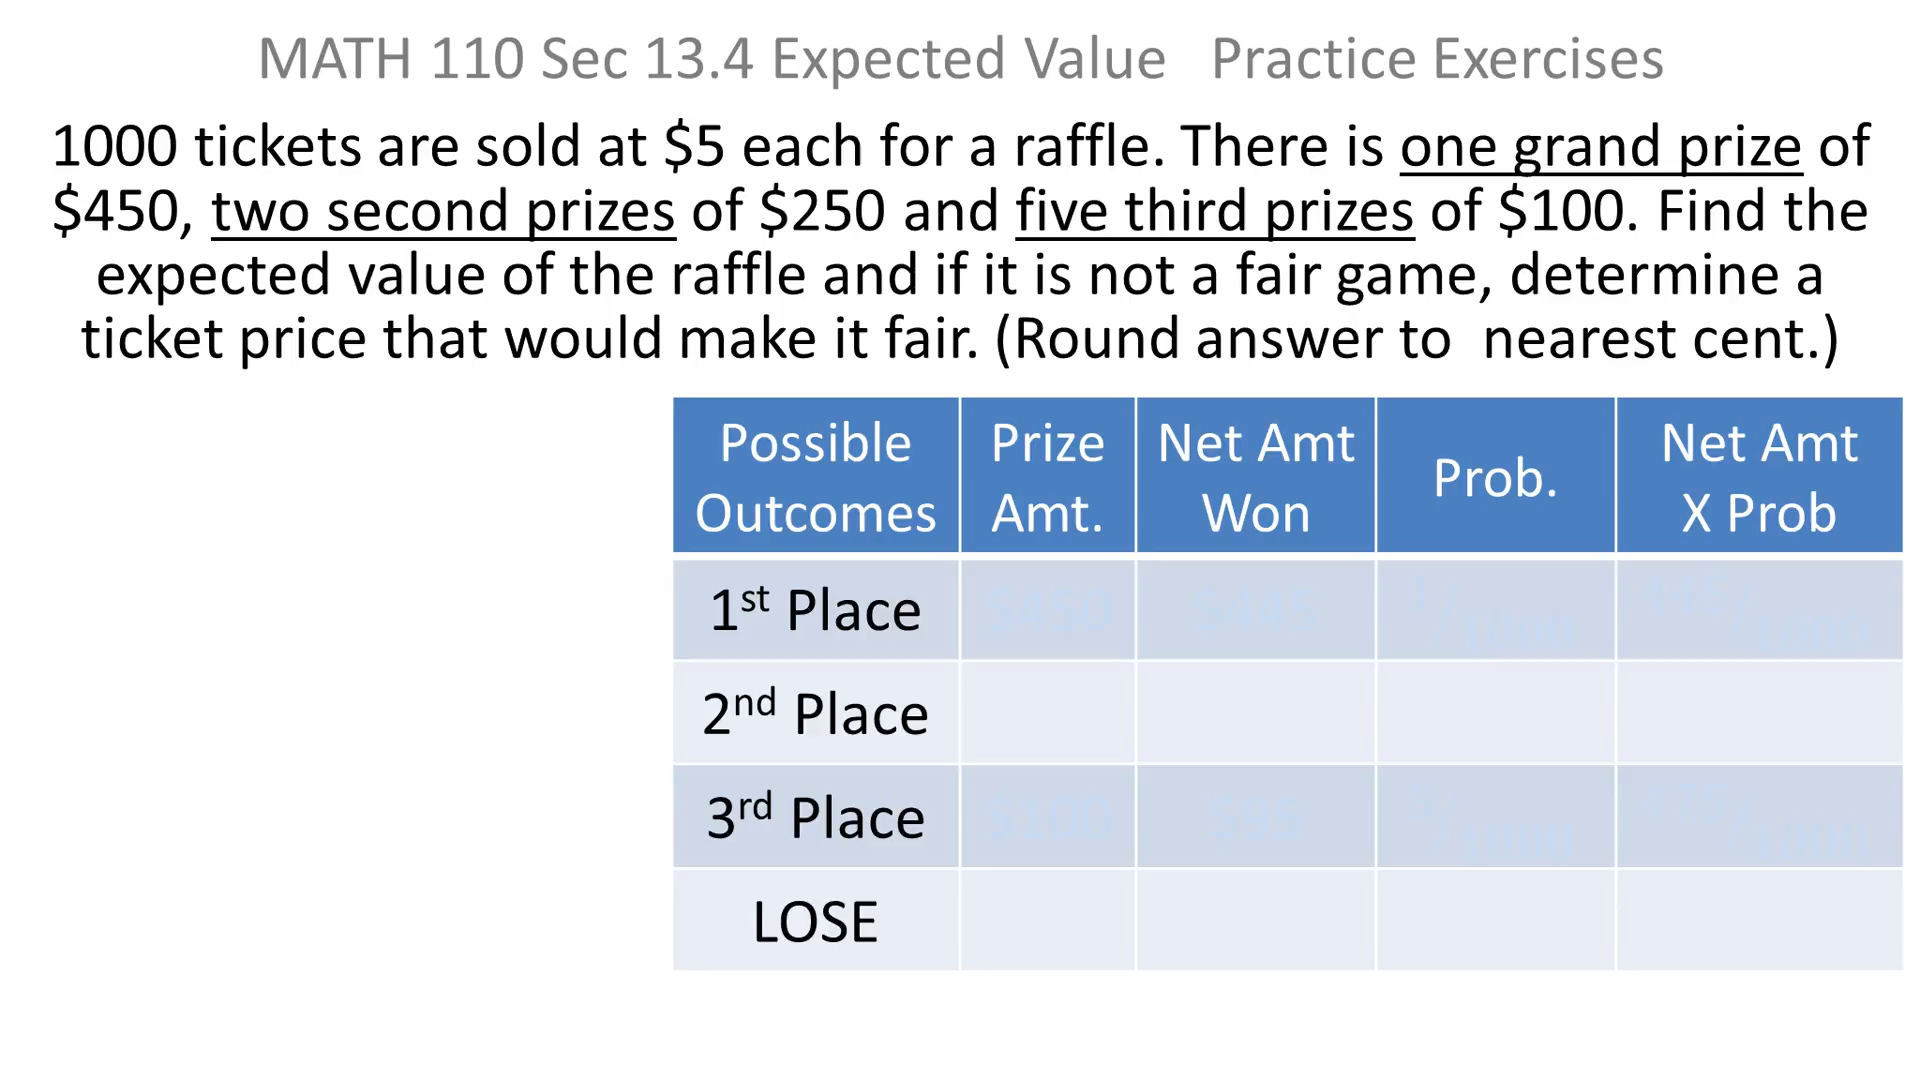 MATH 110 Sec 13.4 Expected Value Practice Exercises
1000 tickets are sold at $5 each for a raffle. There is one grand prize of
$450, two second prizes of $250 and five third prizes of $100. Find the
expected value of the raffle and if it is not a fair game, determine a
ticket price that would make it fair. (Round answer to nearest cent.)
Possible Outcomes
Prize Amt.
Net Amt Won
Prob.
Net Amt X Prob
1st Place $450 $445
2nd Place
3rd Place $100 $95
LOSE